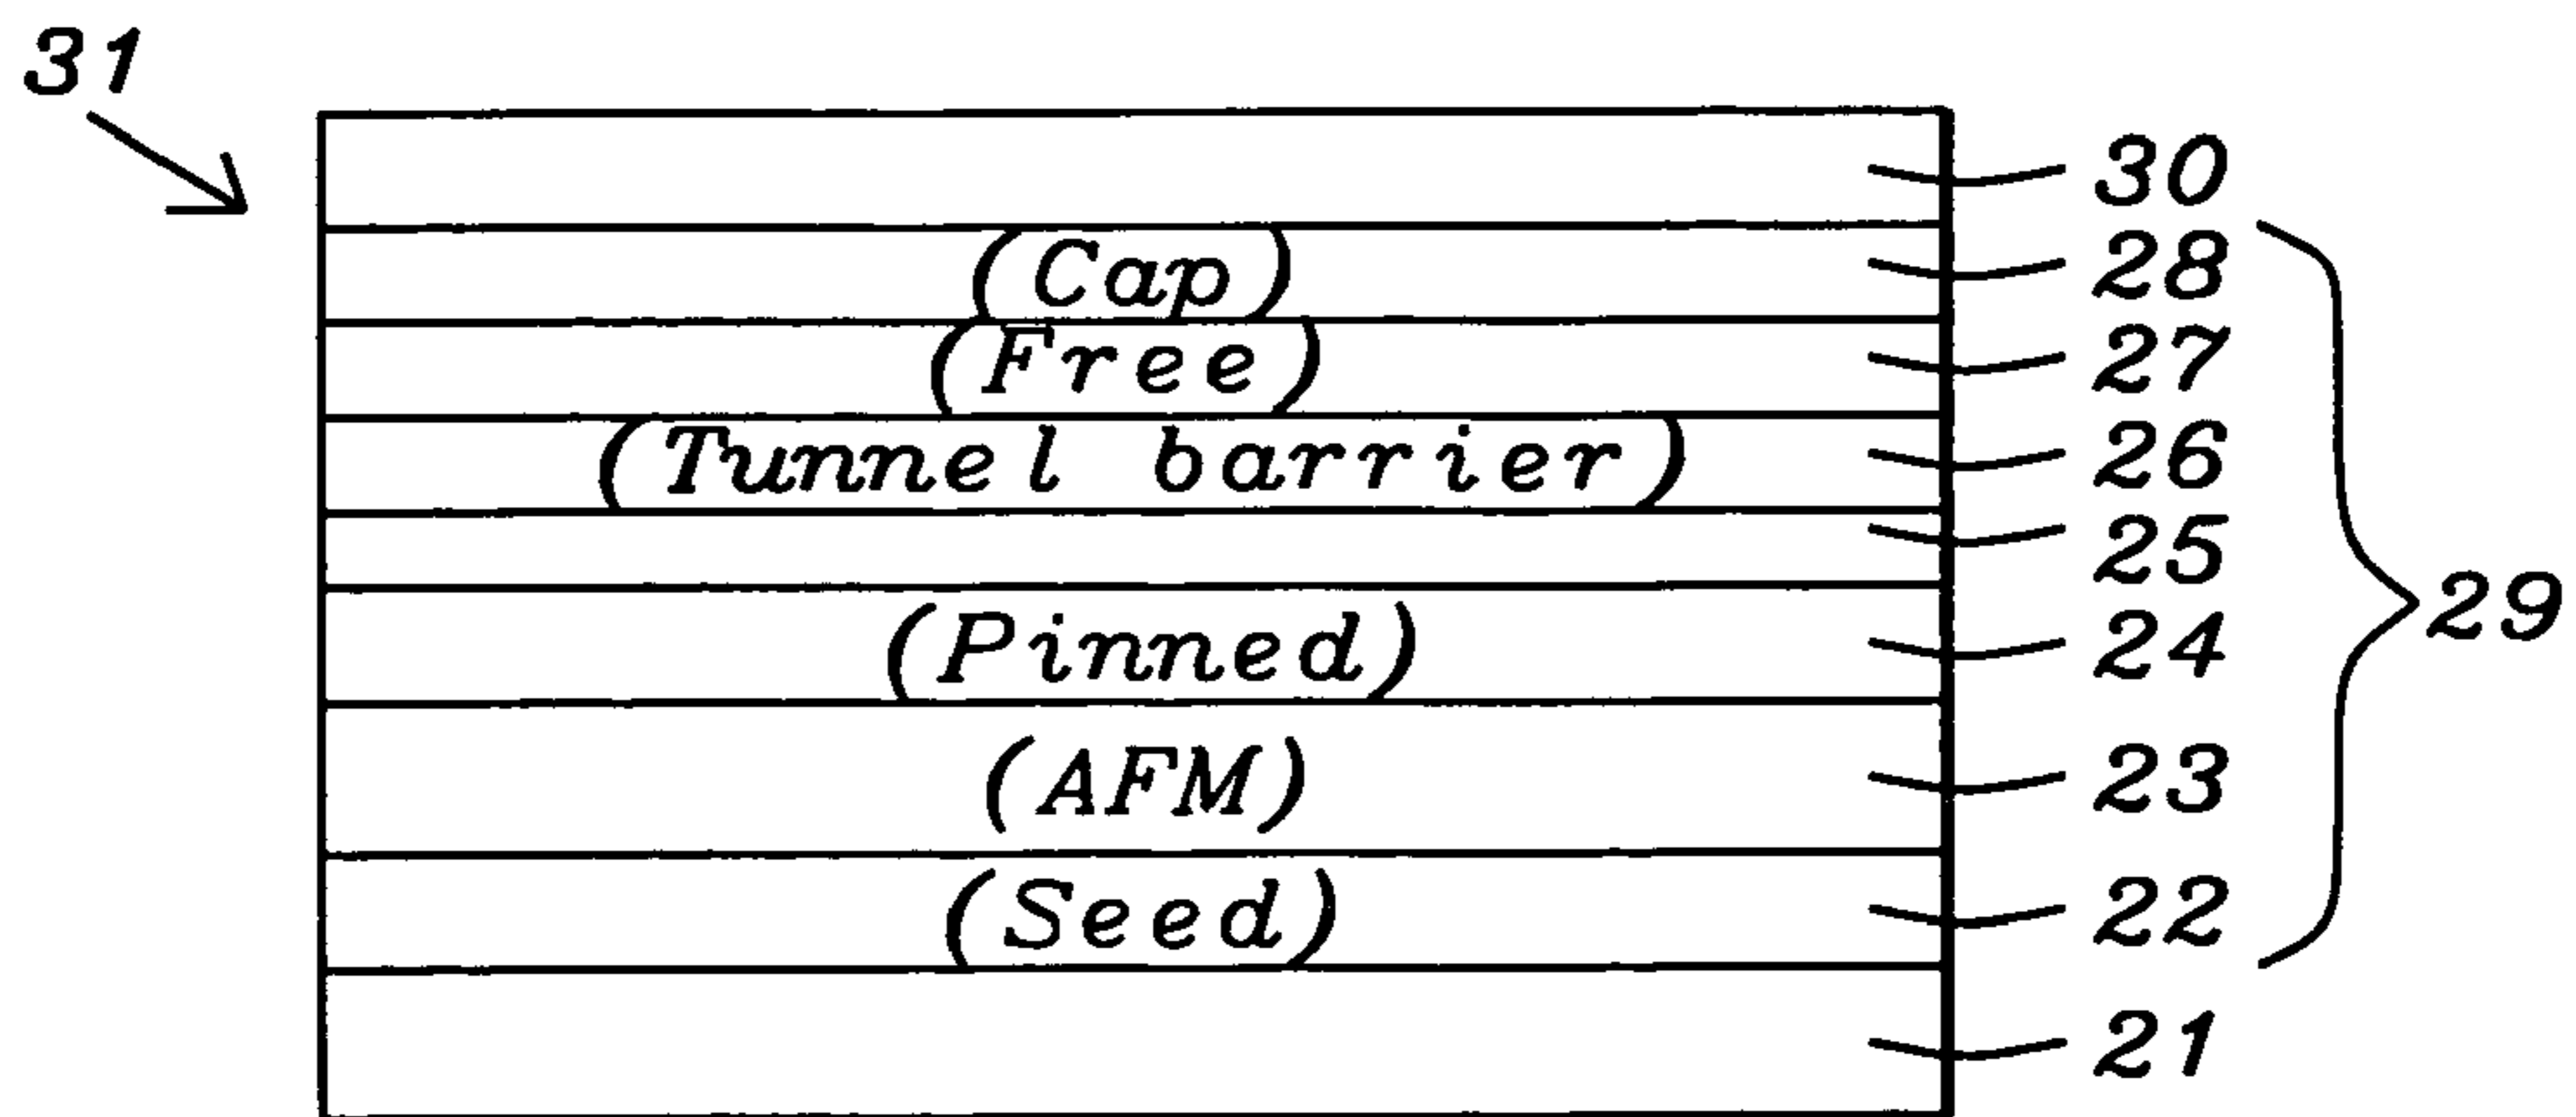 31
30
(Cap) 28
(Free) 27
(Tunnel barrier) 26
25
29
(Pinned) 24
(AFM) 23
(Seed) 22
21